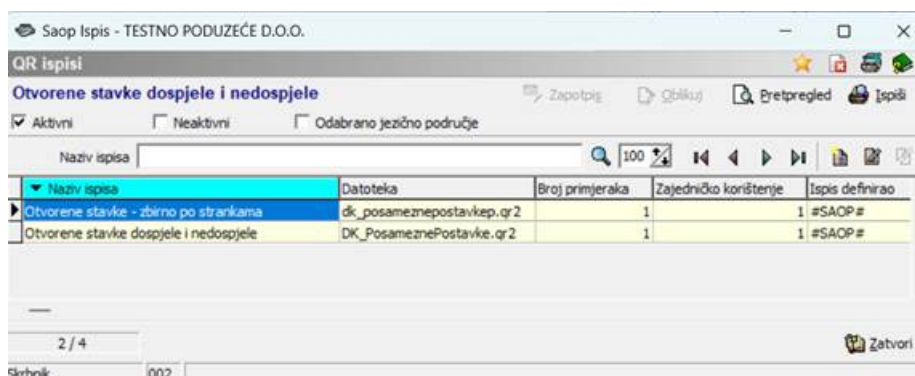 Saop Ispis - TESTNO PODUZEĆE D.O.O.
QR ispisi
Otvorene stavke dospjele i nedospjele
Zapotpis Oblikuj Pretpregled Ispiši
Aktivni Neaktivni Odabrano jezično područje
Naziv ispisa 100
Naziv ispisa Datoteka Broj primjeraka Zajedničko korištenje Ispis definirao
Otvorene stavke - zbirno po strankama dk_posameznepostavkep.qr2 1 1 #SAOP#
Otvorene stavke dospjele i nedospjele DK_PosameznePostavke.qr2 1 1 #SAOP#
2 / 4
Zatvori
Skrbnik 002